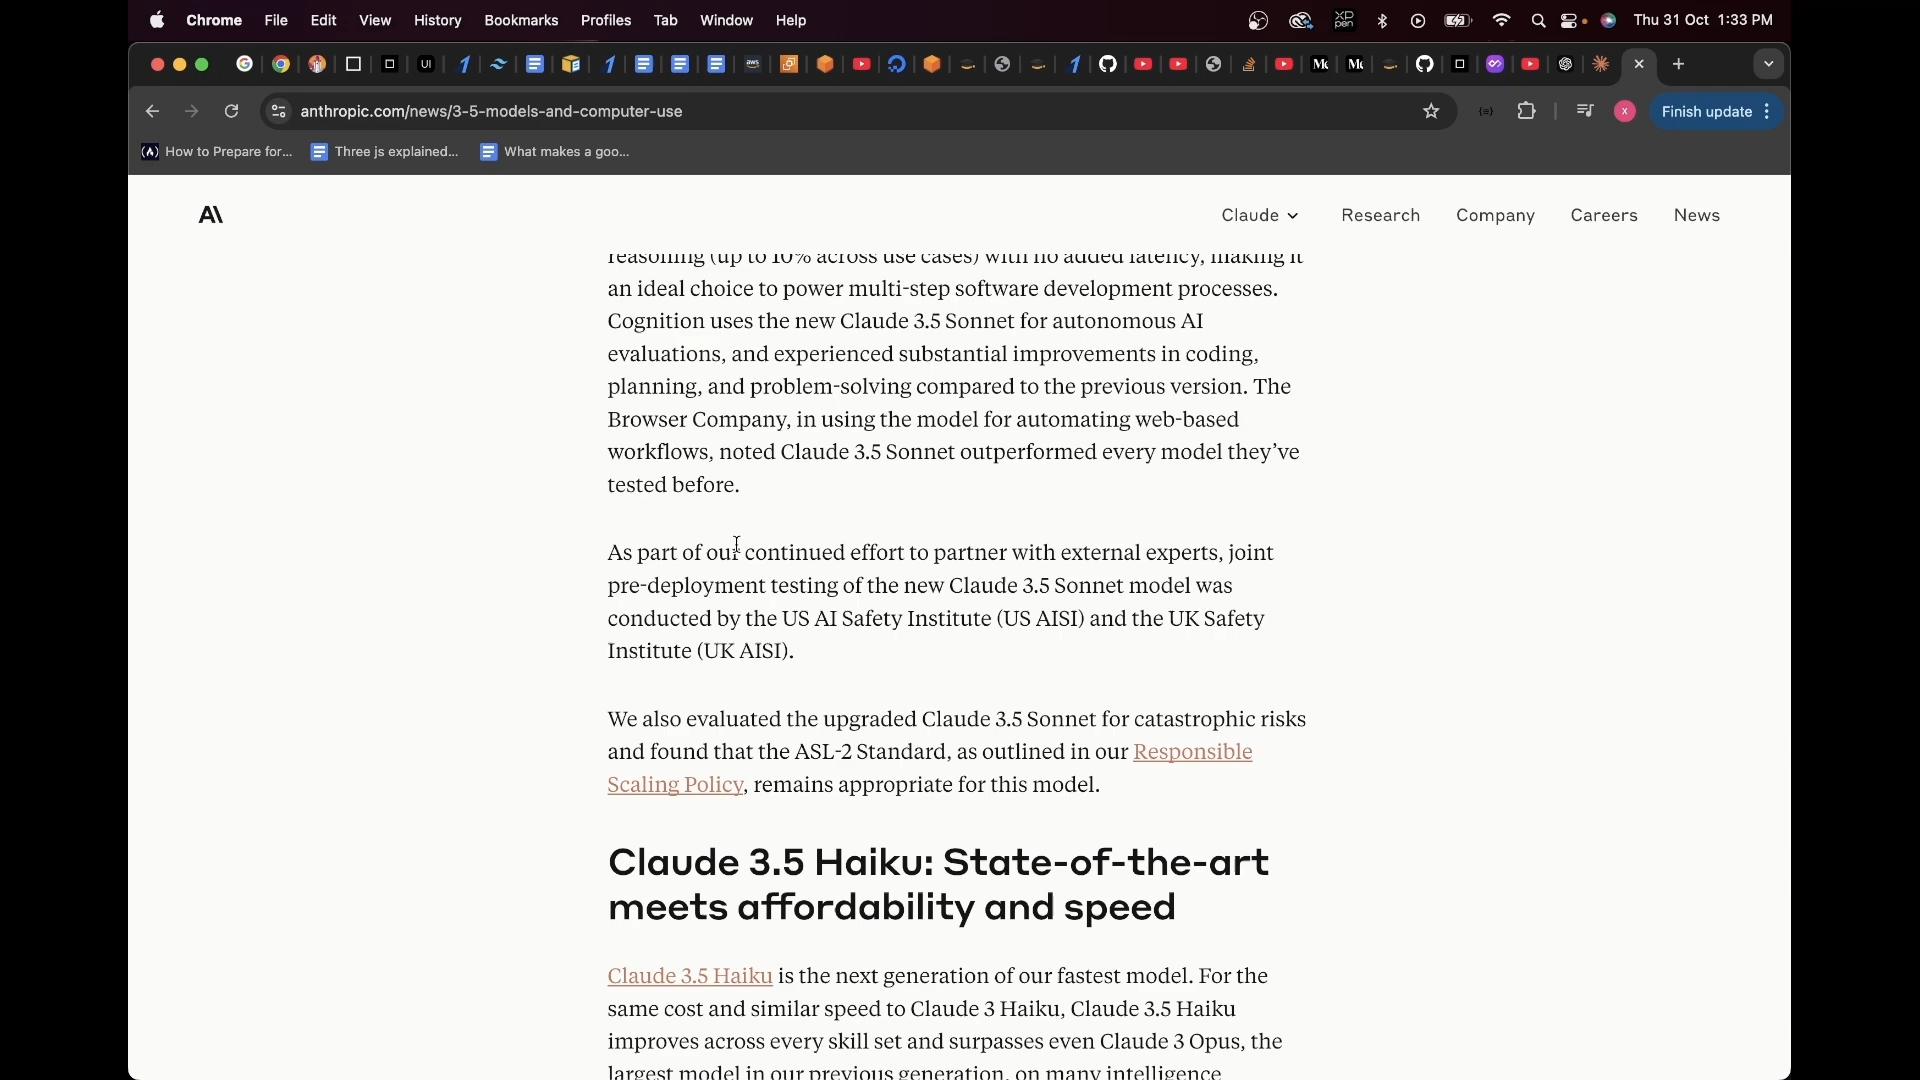 Chrome File Edit View History Bookmarks Profiles Tab Window Help XP pen Thu 31 Oct 1:33 PM
UI aws
anthropic.com/news/3-5-models-and-computer-use Finish update
How to Prepare for... Three js explained... What makes a goo...
A\ Claude Research Company Careers News
reasoning (up to 10% across use cases) with no added latency, making it
an ideal choice to power multi-step software development processes.
Cognition uses the new Claude 3.5 Sonnet for autonomous AI
evaluations, and experienced substantial improvements in coding,
planning, and problem-solving compared to the previous version. The
Browser Company, in using the model for automating web-based
workflows, noted Claude 3.5 Sonnet outperformed every model they’ve
tested before.
As part of our continued effort to partner with external experts, joint
pre-deployment testing of the new Claude 3.5 Sonnet model was
conducted by the US AI Safety Institute (US AISI) and the UK Safety
Institute (UK AISI).
We also evaluated the upgraded Claude 3.5 Sonnet for catastrophic risks
and found that the ASL-2 Standard, as outlined in our Responsible
Scaling Policy, remains appropriate for this model.
Claude 3.5 Haiku: State-of-the-art
meets affordability and speed
Claude 3.5 Haiku is the next generation of our fastest model. For the
same cost and similar speed to Claude 3 Haiku, Claude 3.5 Haiku
improves across every skill set and surpasses even Claude 3 Opus, the
largest model in our previous generation, on many intelligence